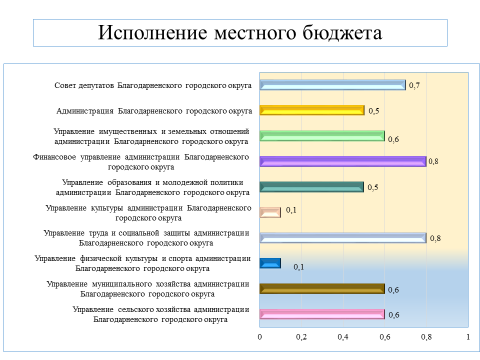 Исполнение местного бюджета
Совет депутатов Благодарненского городского округа
0,7
Администрация Благодарненского городского округа
0,5
Управление имущественных и земельных отношений
администрации Благодарненского городского округа
0,6
Финансовое управление администрации Благодарненского
городского округа
0,8
Управление образования и молодежной политики
администрации Благодарненского городского округа
0,5
Управление культуры администрации Благодарненского
городского округа
0,1
Управление труда и социальной защиты администрации
Благодарненского городского округа
0,8
Управление физической культуры и спорта администрации
Благодарненского городского округа
0,1
Управление муниципального хозяйства администрации
Благодарненского городского округа
0,6
Управление сельского хозяйства администрации
Благодарненского городского округа
0,6
0 0,2 0,4 0,6 0,8 1